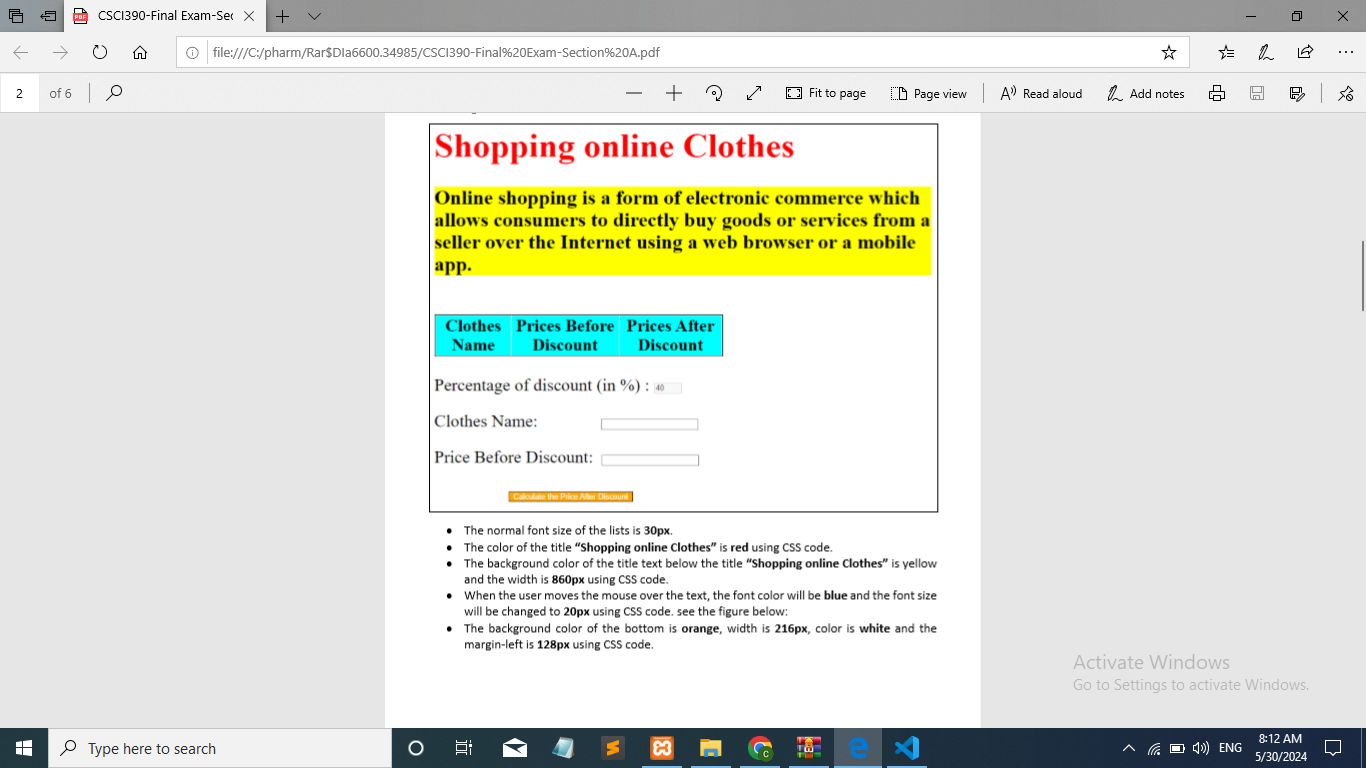 CSCI390-Final Exam-Sec
file:///C:/pharm/Rar$DIa6600.34985/CSCI390-Final%20Exam-Section%20A.pdf
2 of 6 Fit to page Page view Read aloud Add notes
Shopping online Clothes
Online shopping is a form of electronic commerce which
allows consumers to directly buy goods or services from a
seller over the Internet using a web browser or a mobile
app.
Clothes Prices Before Prices After
Name Discount Discount
Percentage of discount (in %) : 40
Clothes Name:
Price Before Discount:
Calculate the Price After Discount
• The normal font size of the lists is 30px.
• The color of the title “Shopping online Clothes” is red using CSS code.
• The background color of the title text below the title “Shopping online Clothes” is yellow
and the width is 860px using CSS code.
• When the user moves the mouse over the text, the font color will be blue and the font size
will be changed to 20px using CSS code. see the figure below:
• The background color of the bottom is orange, width is 216px, color is white and the
margin-left is 128px using CSS code.
Activate Windows
Go to Settings to activate Windows.
Type here to search
ENG
8:12 AM
5/30/2024